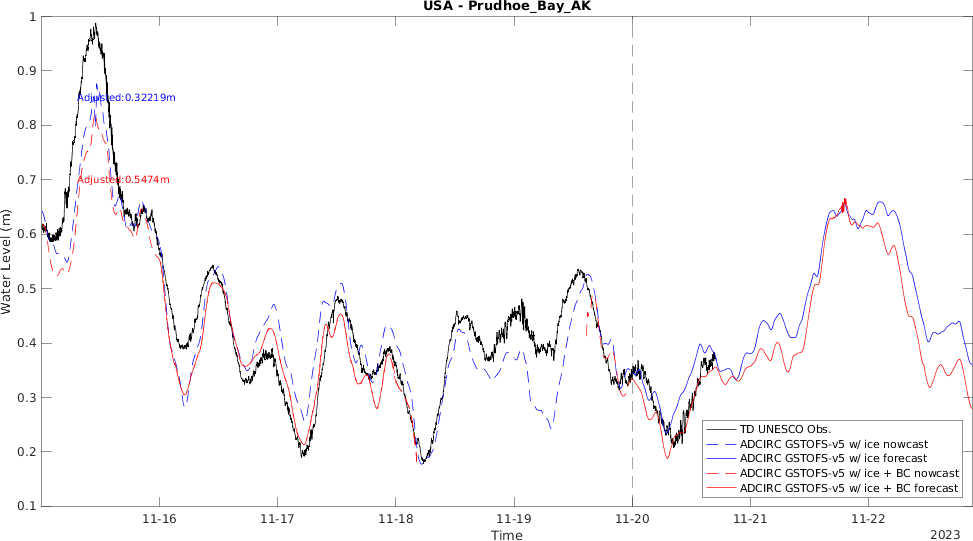 USA - Prudhoe_Bay_AK
Water Level (m)
1
0.9
0.8
0.7
0.6
0.5
0.4
0.3
0.2
0.1
Adjusted:0.32219m
Adjusted:0.5474m
TD UNESCO Obs.
ADCIRC GSTOFS-v5 w/ ice nowcast
ADCIRC GSTOFS-v5 w/ ice forecast
ADCIRC GSTOFS-v5 w/ ice + BC nowcast
ADCIRC GSTOFS-v5 w/ ice + BC forecast
11-16 11-17 11-18 11-19 11-20 11-21 11-22
Time
2023